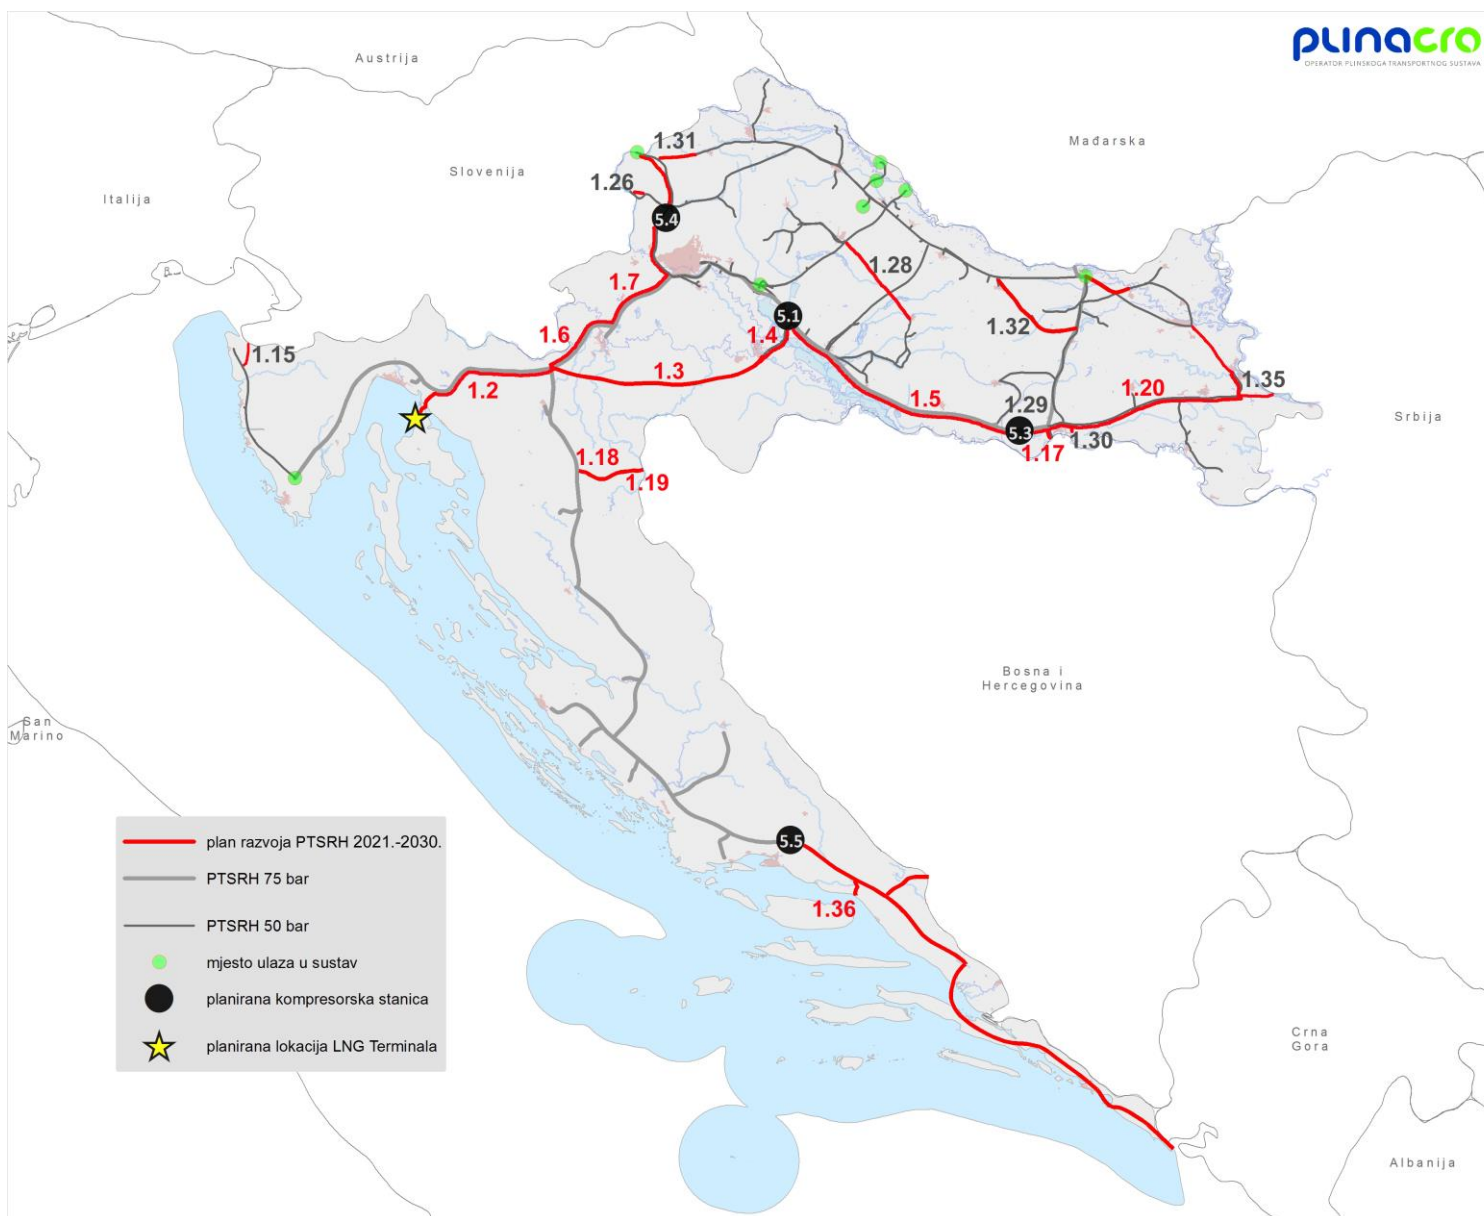 plinacro
OPERATOR PLINSKOGA TRANSPORTNOG SUSTAVA
Austrija
Mađarska
Slovenija
Italija
1.31
1.26
5.4
1.28
1.7
5.1
1.32
1.6
1.4
1.15
1.3
1.2
1.20
1.35
1.5
1.29
Srbija
5.3
1.30
1.17
1.18
1.19
Bosna i
Hercegovina
San
Marino
plan razvoja PTSRH 2021.-2030.
5.5
PTSRH 75 bar
1.36
PTSRH 50 bar
mjesto ulaza u sustav
planirana kompresorska stanica
planirana lokacija LNG Terminala
Crna
Gora
Albanija